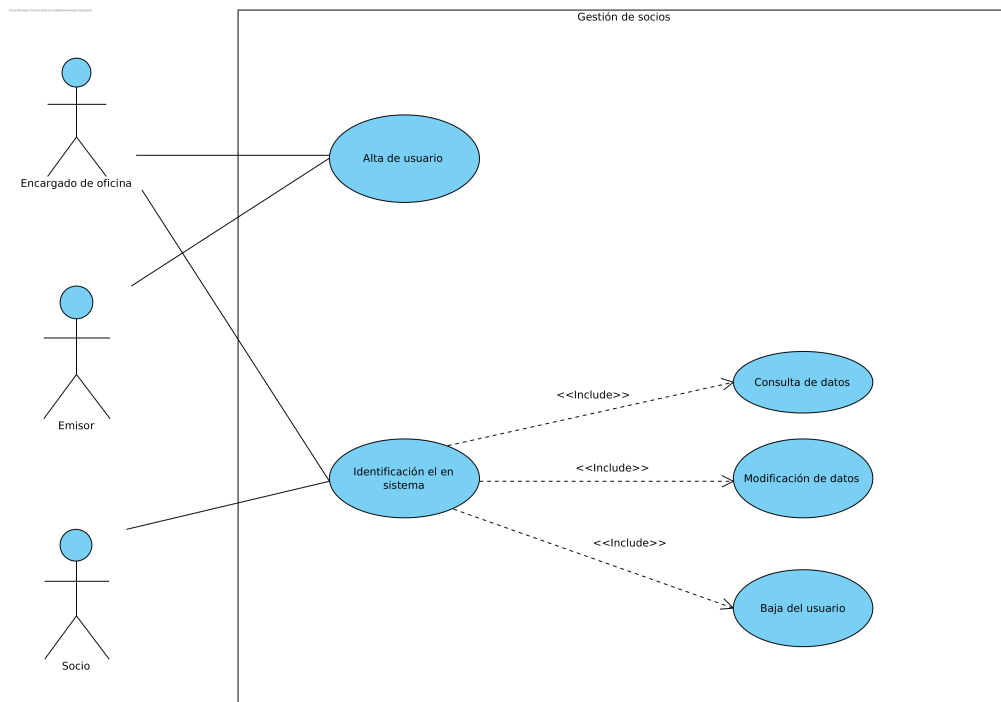 Gestión de socios
Encargado de oficina
Alta de usuario
Emisor
Consulta de datos
<<Include>>
Identificación el en
sistema
<<Include>>
Modificación de datos
<<Include>>
Baja del usuario
Socio